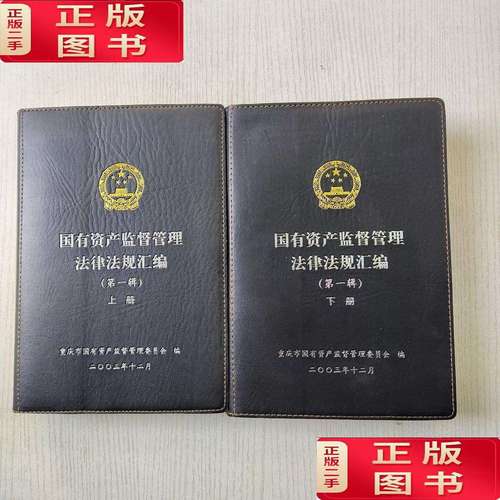 正版二手
正版
图书
国有资产监督管理
法律法规汇编
(第一辑)
上册
重庆市国有资产监督管理委员会 编
二〇〇三年十二月
国有资产监督管理
法律法规汇编
(第一辑)
下册
重庆市国有资产监督管理委员会 编
二〇〇三年十二月
正版二手
正版
图书